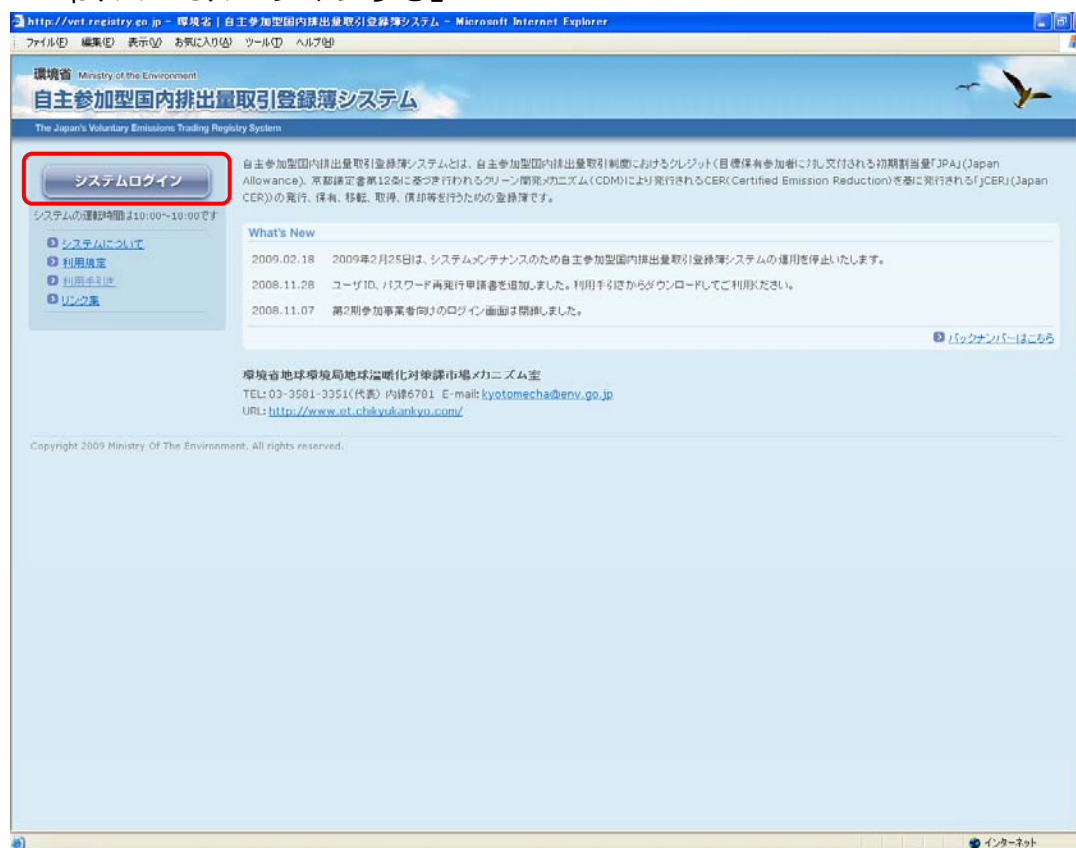 http://vet.registry.go.jp - 環境省 | 自主参加型国内排出量取引登録簿システム - Microsoft Internet Explorer
ファイル(F) 編集(E) 表示(V) お気に入り(A) ツール(T) ヘルプ(H)
環境省 Ministry of the Environment
自主参加型国内排出量取引登録簿システム
The Japan's Voluntary Emissions Trading Registry System
システムログイン
システムの運転時間は10:00~18:00です
システムについて
利用規定
利用手引き
リンク集
自主参加型国内排出量取引登録簿システムとは、自主参加型国内排出量取引制度におけるクレジット(目標保有参加者に対し交付される初期割当量「JPA」(Japan
Allowance)、京都議定書第12条に基づき行われるクリーン開発メカニズム(CDM)により発行されるCER(Certified Emission Reduction)を基に発行される「jCER」(Japan
CER))の発行、保有、移転、取得、償却等を行うための登録簿です。
What's New
2009.02.18 2009年2月25日は、システムメンテナンスのため自主参加型国内排出量取引登録簿システムの運用を停止いたします。
2008.11.28 ユーザID、パスワード再発行申請書を追加しました。利用手引きからダウンロードしてご利用ください。
2008.11.07 第2期参加事業者向けのログイン画面は閉鎖しました。
バックナンバーはこちら
環境省地球環境局地球温暖化対策課市場メカニズム室
TEL: 03-3581-3351(代表) 内線6781 E-mail: kyotomecha@env.go.jp
URL: http://www.et.chikyukankyo.com/
Copyright 2009 Ministry Of The Environment. All rights reserved.
インターネット